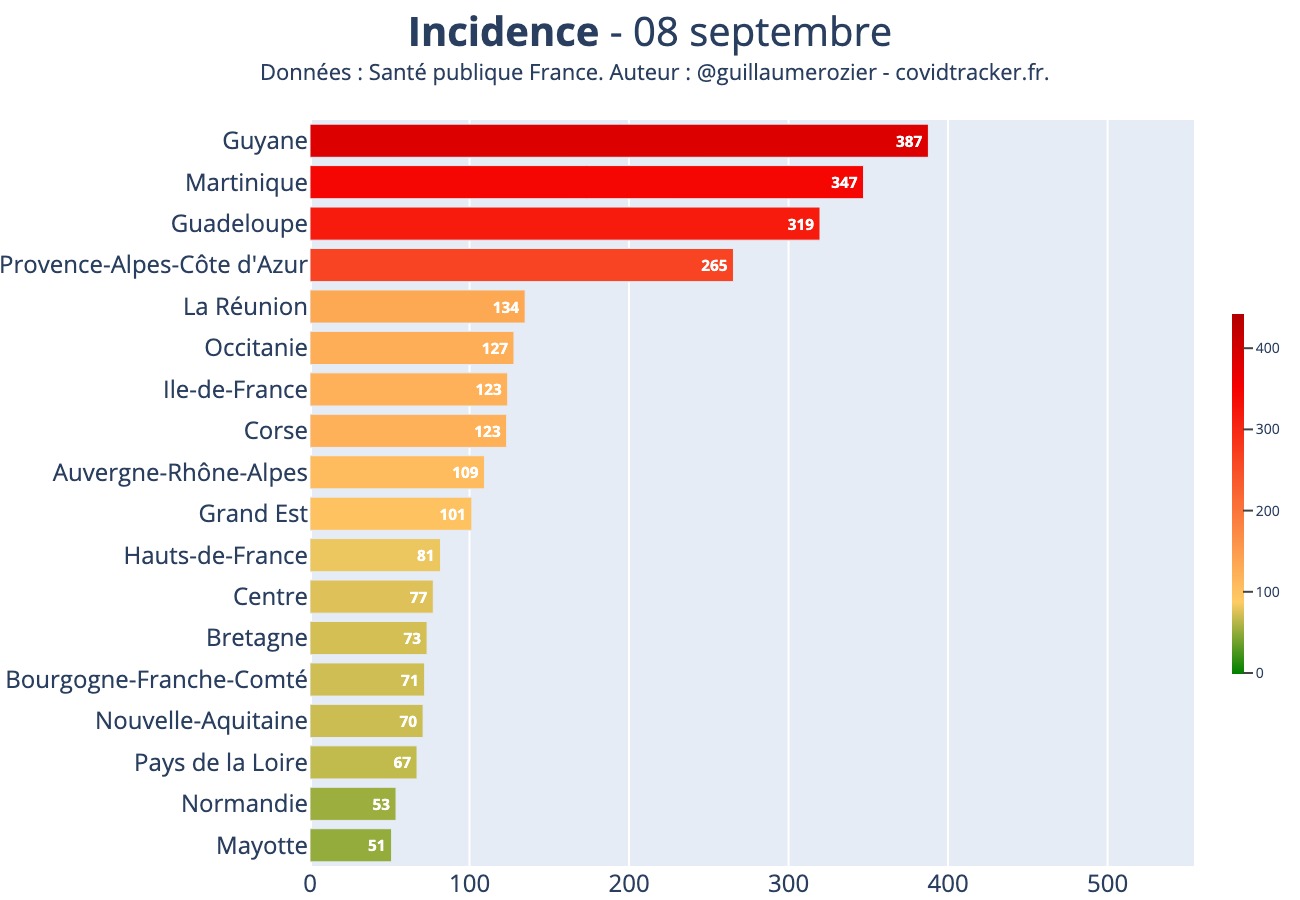 Incidence - 08 septembre
Données : Santé publique France. Auteur : @guillaumerozier - covidtracker.fr.
Guyane 387
Martinique 347
Guadeloupe 319
Provence-Alpes-Côte d'Azur 265
La Réunion 134
Occitanie 127
Ile-de-France 123
Corse 123
Auvergne-Rhône-Alpes 109
Grand Est 101
Hauts-de-France 81
Centre 77
Bretagne 73
Bourgogne-Franche-Comté 71
Nouvelle-Aquitaine 70
Pays de la Loire 67
Normandie 53
Mayotte 51
0 100 200 300 400 500
400
300
200
100
0